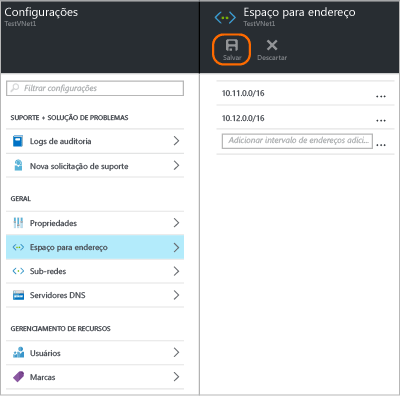 Configurações
TestVNet1
Filtrar configurações
SUPORTE + SOLUÇÃO DE PROBLEMAS
Logs de auditoria
Nova solicitação de suporte
GERAL
Propriedades
Espaço para endereço
Sub-redes
Servidores DNS
GERENCIAMENTO DE RECURSOS
Usuários
Marcas
Espaço para endereço
TestVNet1
Salvar
Descartar
10.11.0.0/16
10.12.0.0/16
Adicionar intervalo de endereços adici...